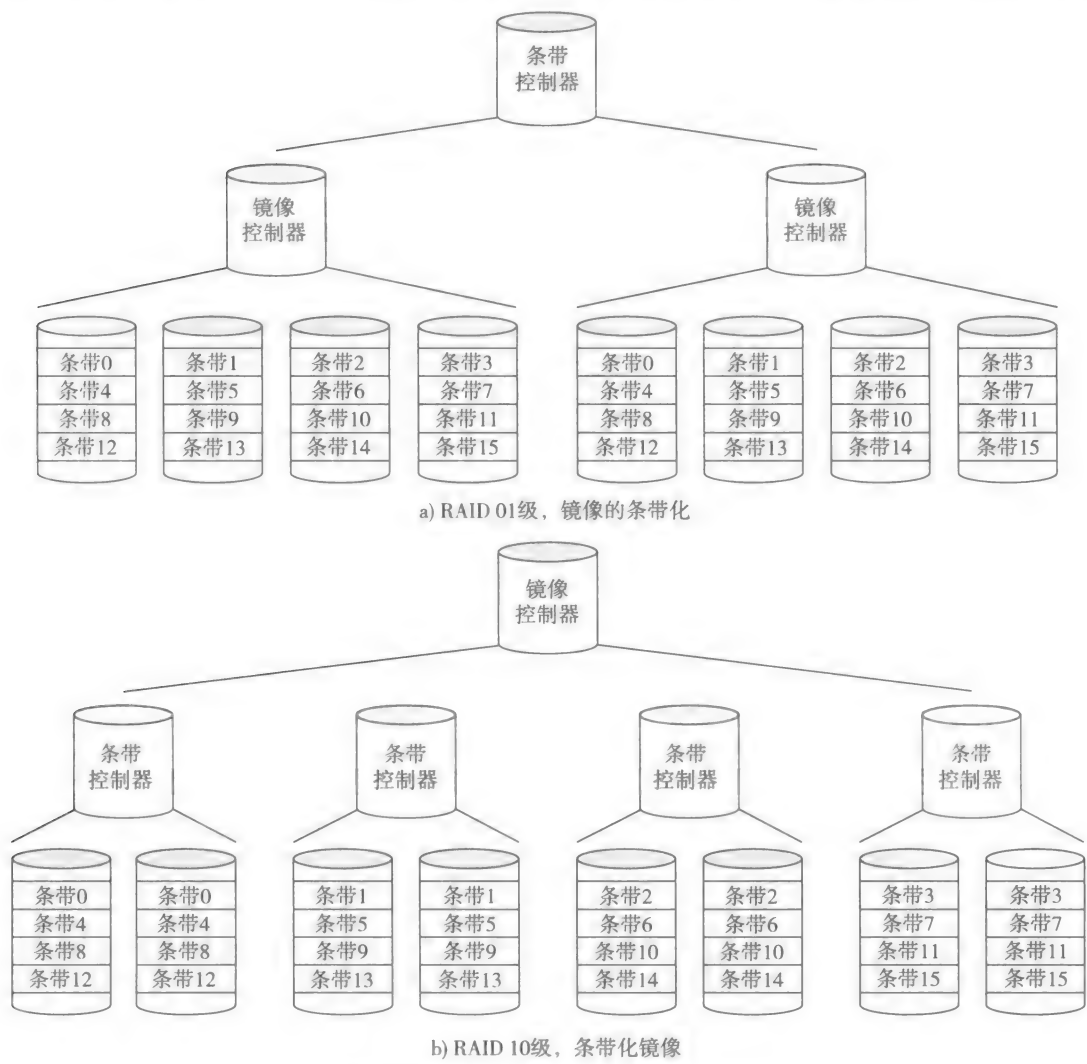 条带
控制器
镜像
控制器
镜像
控制器
条带0 条带1 条带2 条带3 条带0 条带1 条带2 条带3
条带4 条带5 条带6 条带7 条带4 条带5 条带6 条带7
条带8 条带9 条带10 条带11 条带8 条带9 条带10 条带11
条带12 条带13 条带14 条带15 条带12 条带13 条带14 条带15
a) RAID 01级，镜像的条带化
镜像
控制器
条带
控制器
条带
控制器
条带
控制器
条带
控制器
条带0 条带0 条带1 条带1 条带2 条带2 条带3 条带3
条带4 条带4 条带5 条带5 条带6 条带6 条带7 条带7
条带8 条带8 条带9 条带9 条带10 条带10 条带11 条带11
条带12 条带12 条带13 条带13 条带14 条带14 条带15 条带15
b) RAID 10级，条带化镜像